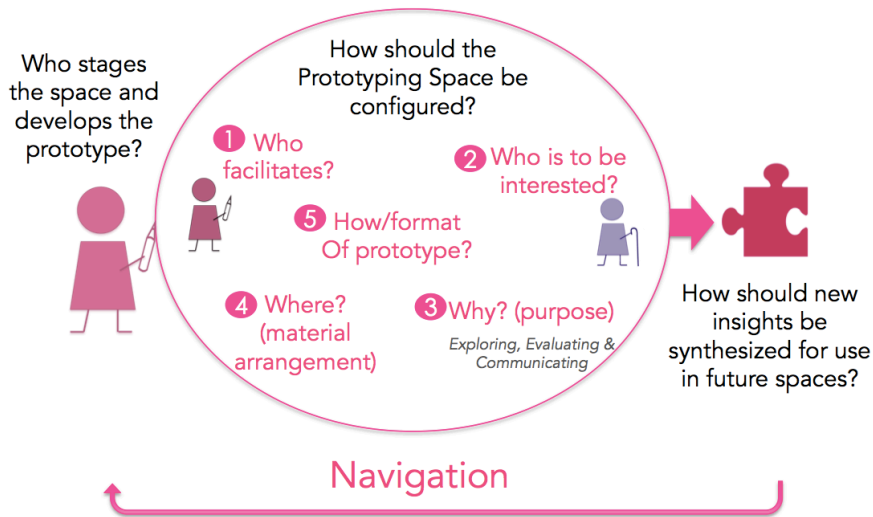 Who stages
the space and
develops the
prototype?
How should the
Prototyping Space be
configured?
1 Who
facilitates?
2 Who is to be
interested?
5 How/format
Of prototype?
4 Where?
(material
arrangement)
3 Why? (purpose)
Exploring, Evaluating &
Communicating
How should new
insights be
synthesized for use
in future spaces?
Navigation